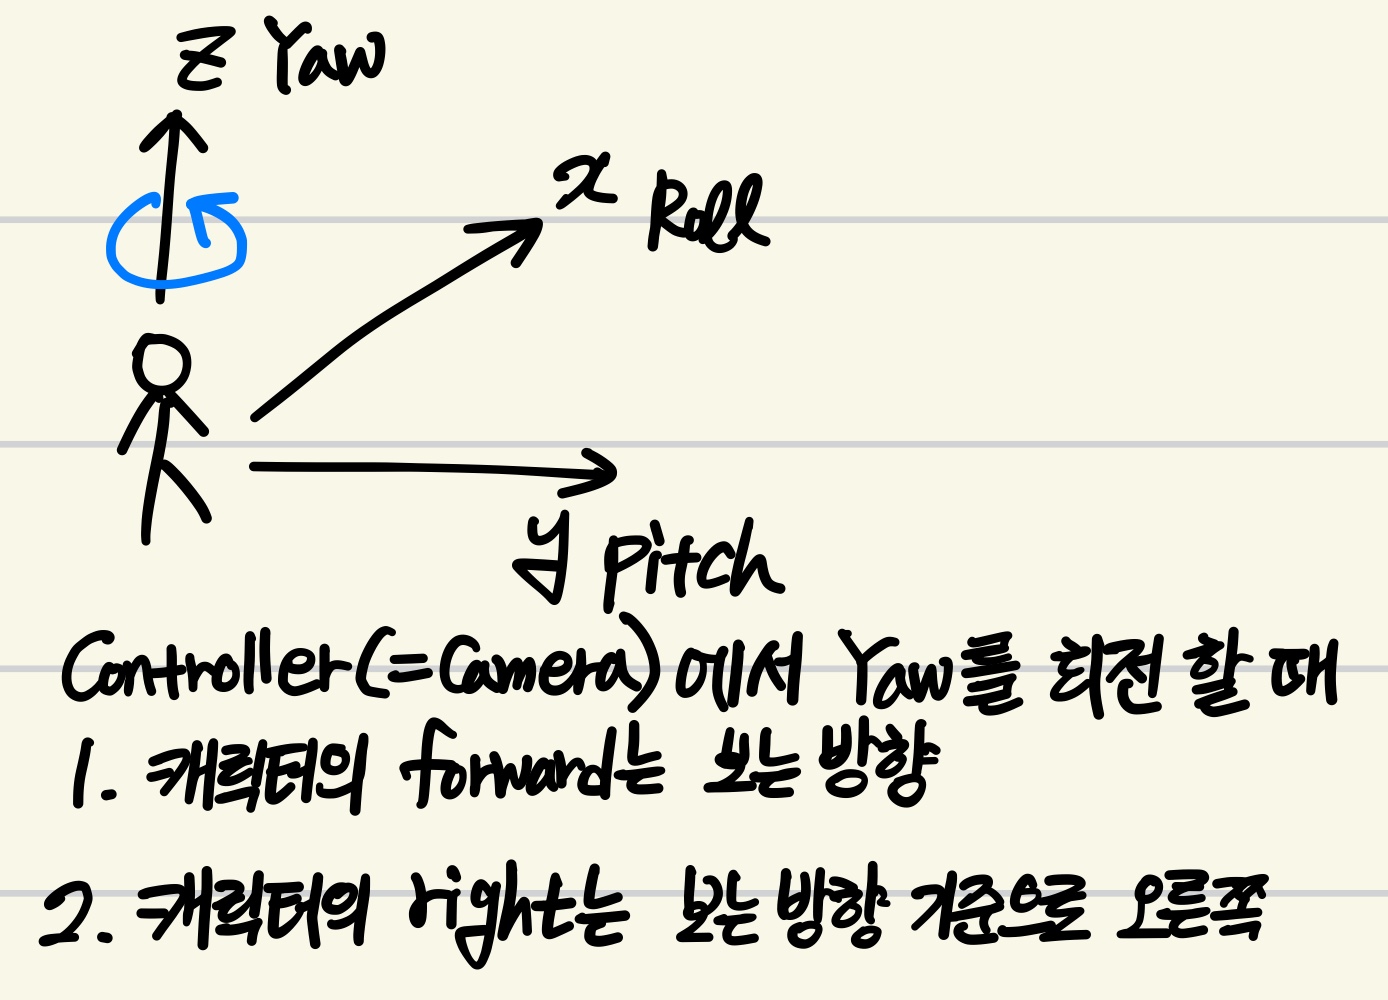 Z Yaw
x Roll
y pitch
Controller(=Camera)에서 Yaw를 회전 할 때
1. 캐릭터의 forward는 보는 방향
2. 캐릭터의 right는 보는 방향 기준으로 오른쪽